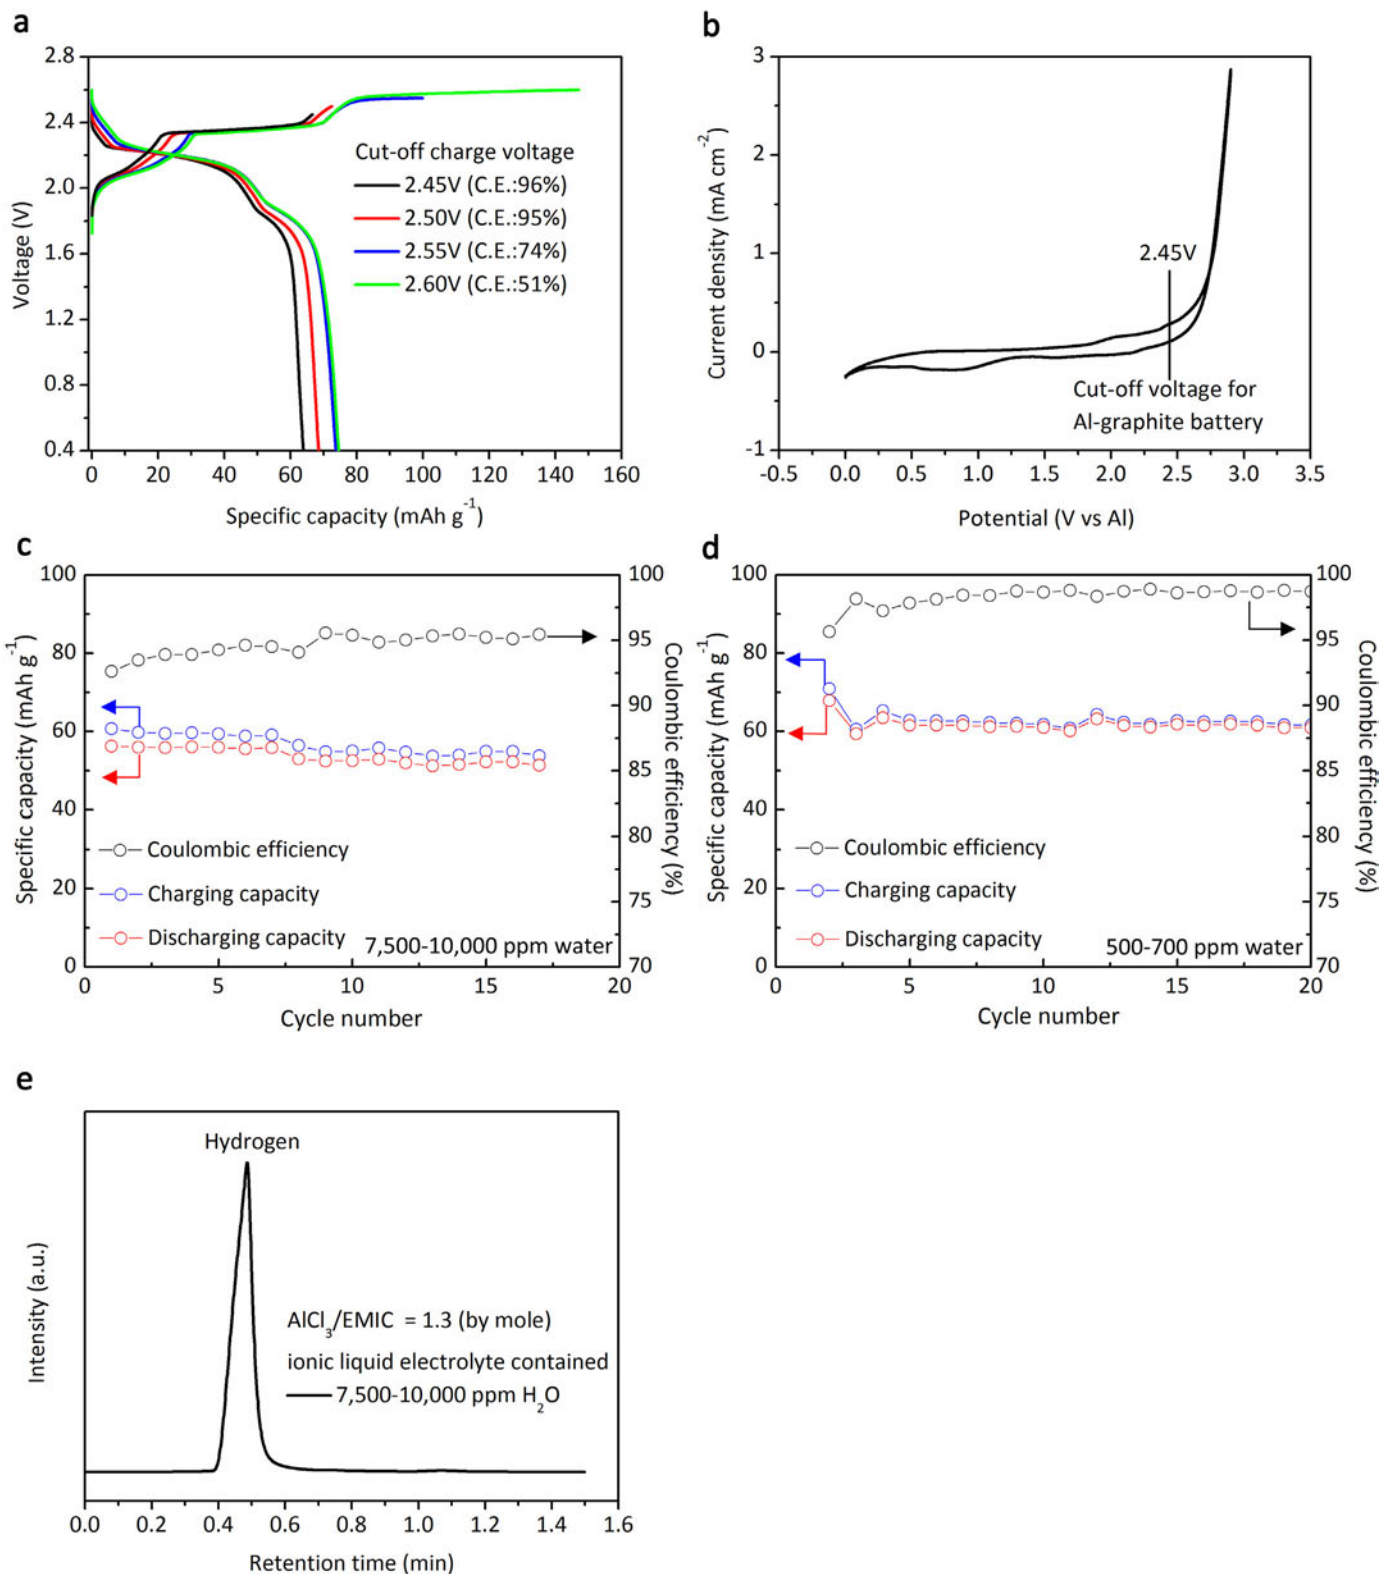 a
2.8
2.4
2.0
1.6
1.2
0.8
0.4
Voltage (V)
Cut-off charge voltage
2.45V (C.E.:96%)
2.50V (C.E.:95%)
2.55V (C.E.:74%)
2.60V (C.E.:51%)
0 20 40 60 80 100 120 140 160
Specific capacity (mAh g⁻¹)
b
3
2
1
0
-1
Current density (mA cm⁻²)
2.45V
Cut-off voltage for
Al-graphite battery
-0.5 0.0 0.5 1.0 1.5 2.0 2.5 3.0 3.5
Potential (V vs Al)
c
100
80
60
40
20
0
Specific capacity (mAh g⁻¹)
Coulombic efficiency
Charging capacity
Discharging capacity
7,500-10,000 ppm water
100
95
90
85
80
75
70
Coulombic efficiency (%)
0 5 10 15 20
Cycle number
d
100
80
60
40
20
0
Specific capacity (mAh g⁻¹)
Coulombic efficiency
Charging capacity
Discharging capacity
500-700 ppm water
100
95
90
85
80
75
70
Coulombic efficiency (%)
0 5 10 15 20
Cycle number
e
Intensity (a.u.)
Hydrogen
AlCl₃/EMIC = 1.3 (by mole)
ionic liquid electrolyte contained
7,500-10,000 ppm H₂O
0.0 0.2 0.4 0.6 0.8 1.0 1.2 1.4 1.6
Retention time (min)